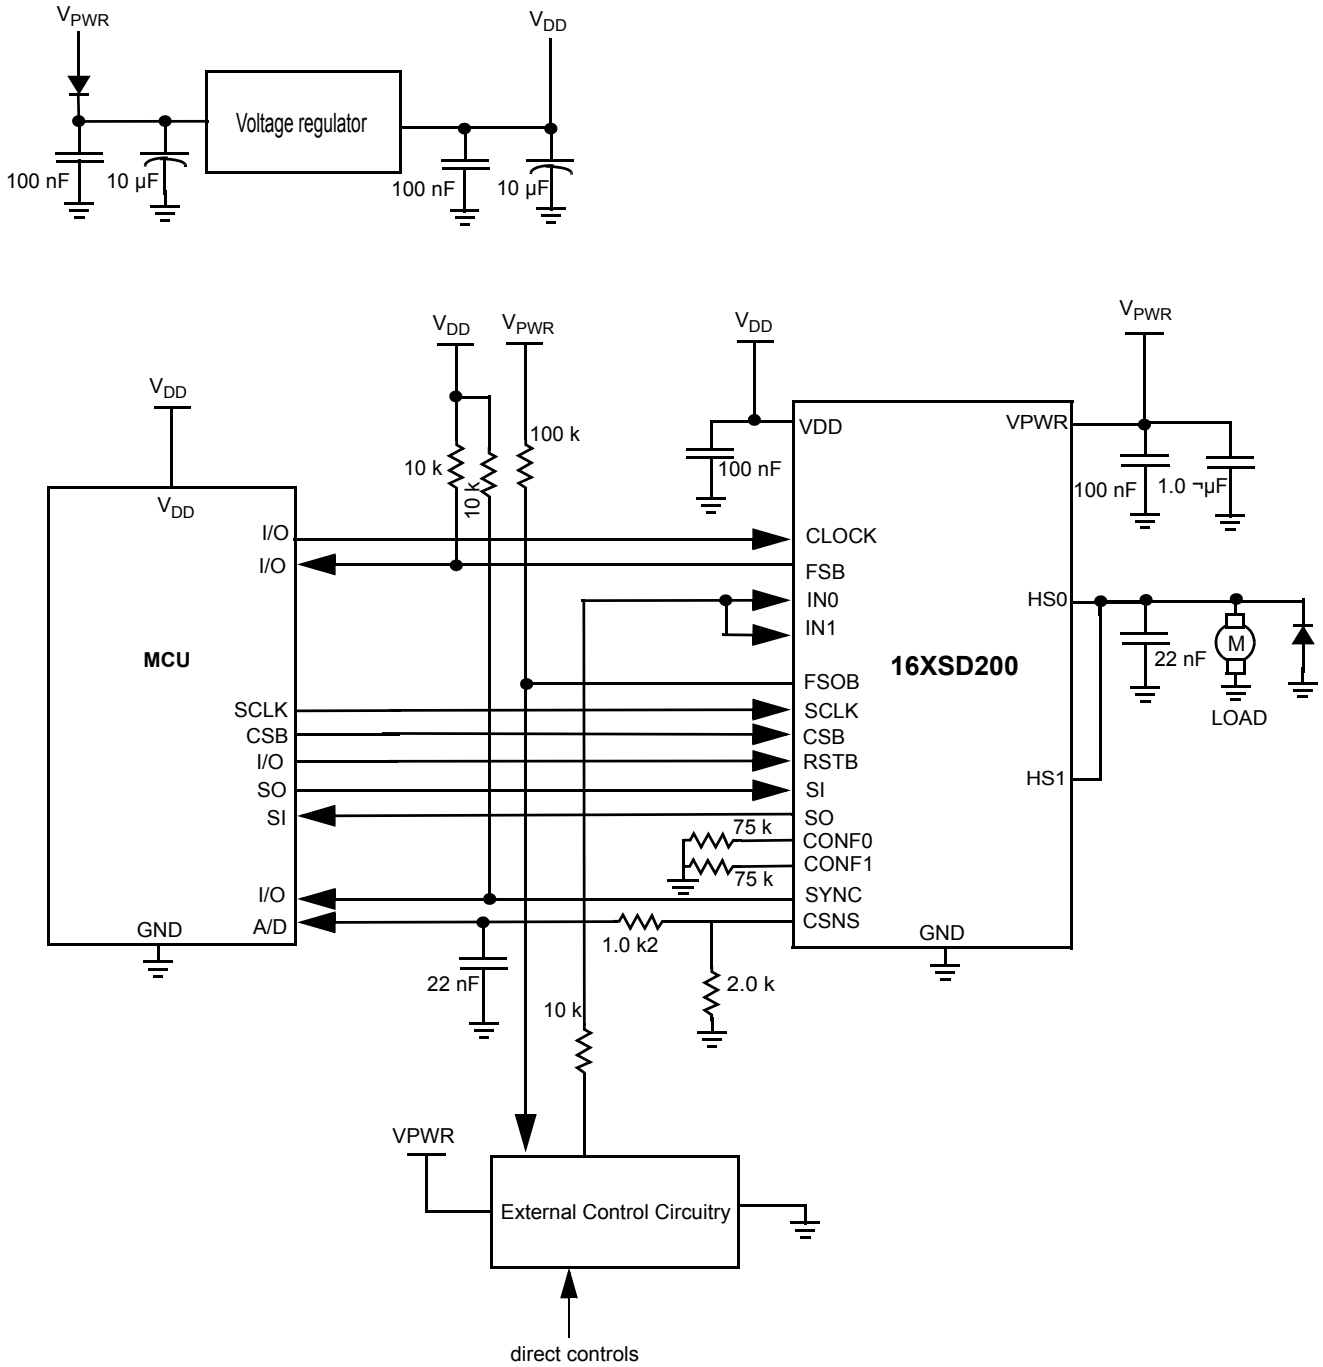 VPWR
VDD
Voltage regulator
100 nF
10 µF
100 nF
10 µF
VDD
VPWR
VDD
VPWR
VDD
100 k
10 k
10 k
VDD
100 nF
VPWR
100 nF
1.0 ¬µF
VDD
I/O
CLOCK
I/O
FSB
IN0
HS0
IN1
MCU
16XSD200
22 nF
M
LOAD
FSOB
SCLK
SCLK
CSB
CSB
I/O
RSTB
HS1
SO
SI
SI
SO
75 k
CONF0
CONF1
75 k
I/O
SYNC
A/D
CSNS
GND
GND
1.0 k2
22 nF
2.0 k
10 k
VPWR
External Control Circuitry
direct controls